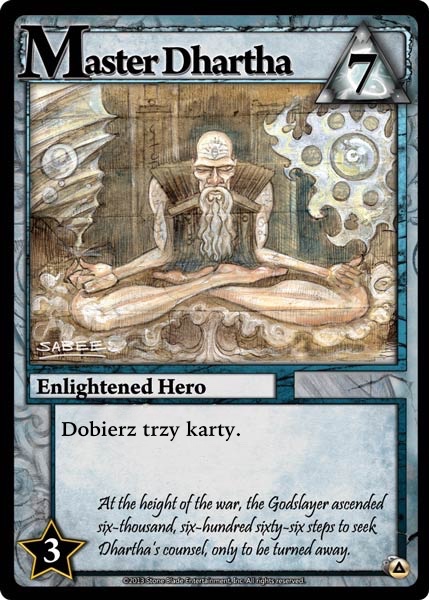 Master Dhartha
7
SABEE
Enlightened Hero
Dobierz trzy karty.
At the height of the war, the Godslayer ascended
six-thousand, six-hundred sixty-six steps to seek
Dhartha's counsel, only to be turned away.
3
©2013 Stone Blade Entertainment, Inc. All rights reserved.